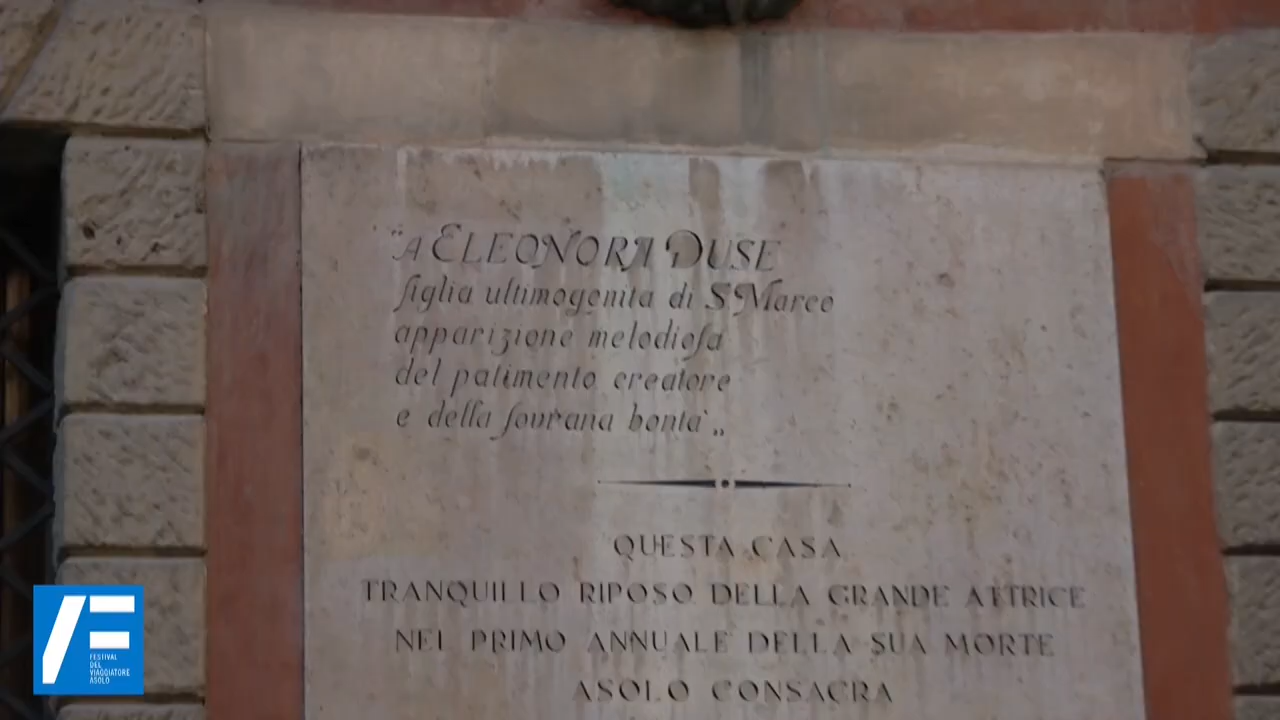 "A ELEONORA DUSE
figlia ultimogenita di S. Marco
apparizione melodiosa
del patimento creatore
e della sovrana bontà„
QUESTA CASA
TRANQUILLO RIPOSO DELLA GRANDE ATTRICE
NEL PRIMO ANNUALE DELLA SUA MORTE
ASOLO CONSACRA
FESTIVAL
DEL
VIAGGIATORE
ASOLO